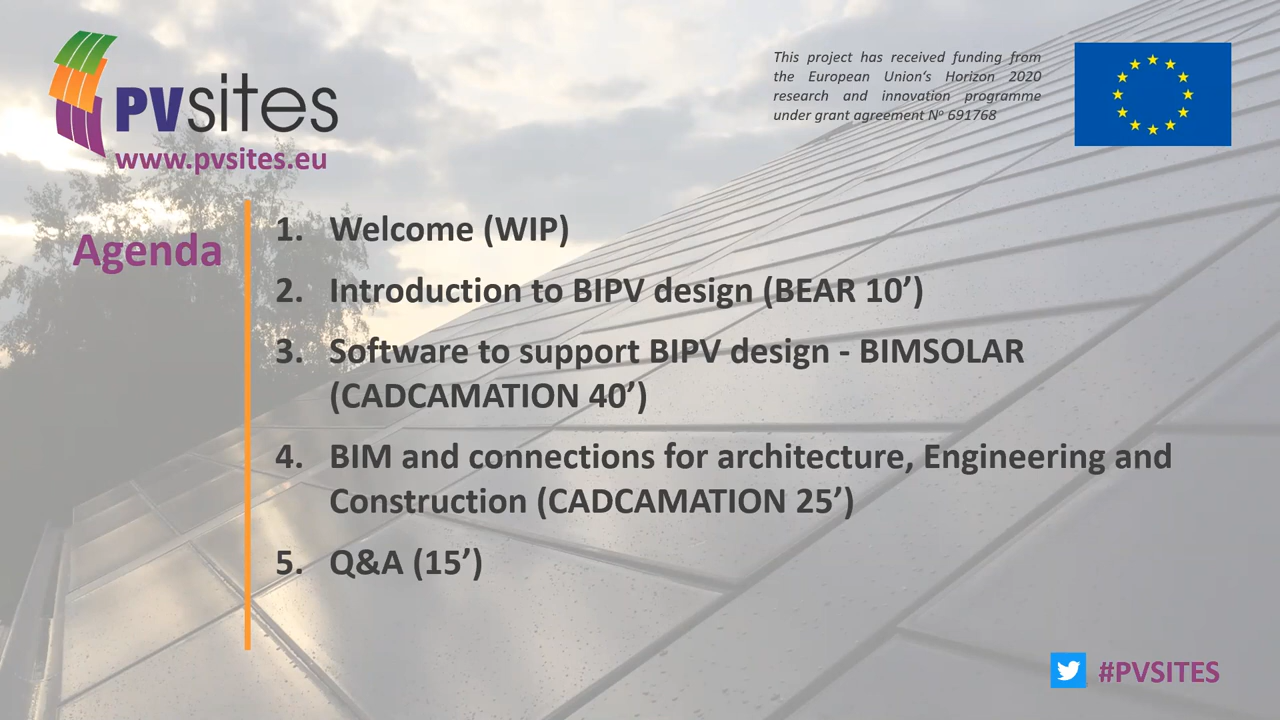 PVsites
www.pvsites.eu
This project has received funding from
the European Union's Horizon 2020
research and innovation programme
under grant agreement Nº 691768
Agenda
1. Welcome (WIP)
2. Introduction to BIPV design (BEAR 10’)
3. Software to support BIPV design - BIMSOLAR
(CADCAMATION 40’)
4. BIM and connections for architecture, Engineering and
Construction (CADCAMATION 25’)
5. Q&A (15’)
#PVSITES